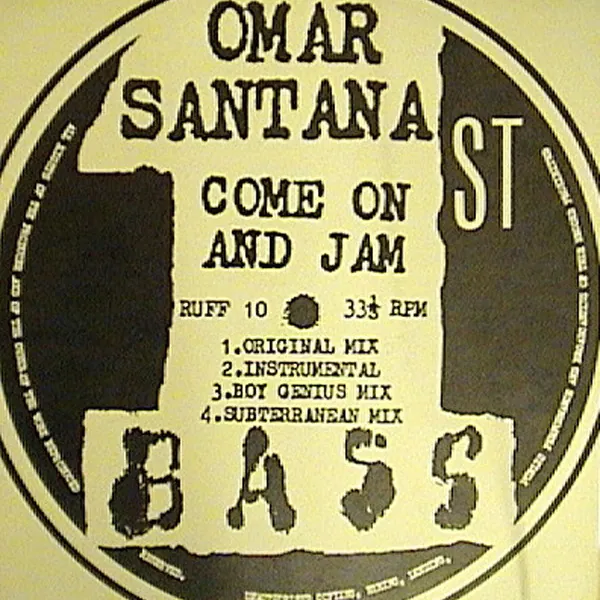 OMAR
SANTANA
ST
COME ON
AND JAM
RUFF 10 33⅓ RPM
1.ORIGINAL MIX
2.INSTRUMENTAL
3.BOY GENIUS MIX
4.SUBTERRANEAN MIX
BASS